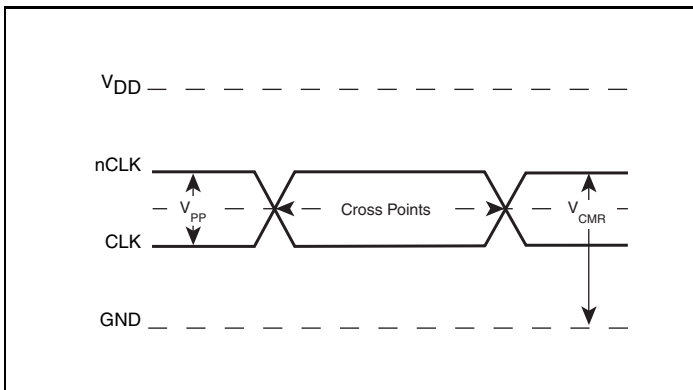 VDD
nCLK
VPP
Cross Points
VCMR
CLK
GND